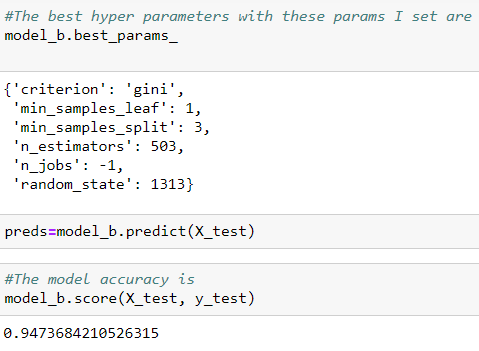 #The best hyper parameters with these params I set are
model_b.best_params_
{'criterion': 'gini',
'min_samples_leaf': 1,
'min_samples_split': 3,
'n_estimators': 503,
'n_jobs': -1,
'random_state': 1313}
preds=model_b.predict(X_test)
#The model accuracy is
model_b.score(X_test, y_test)
0.9473684210526315